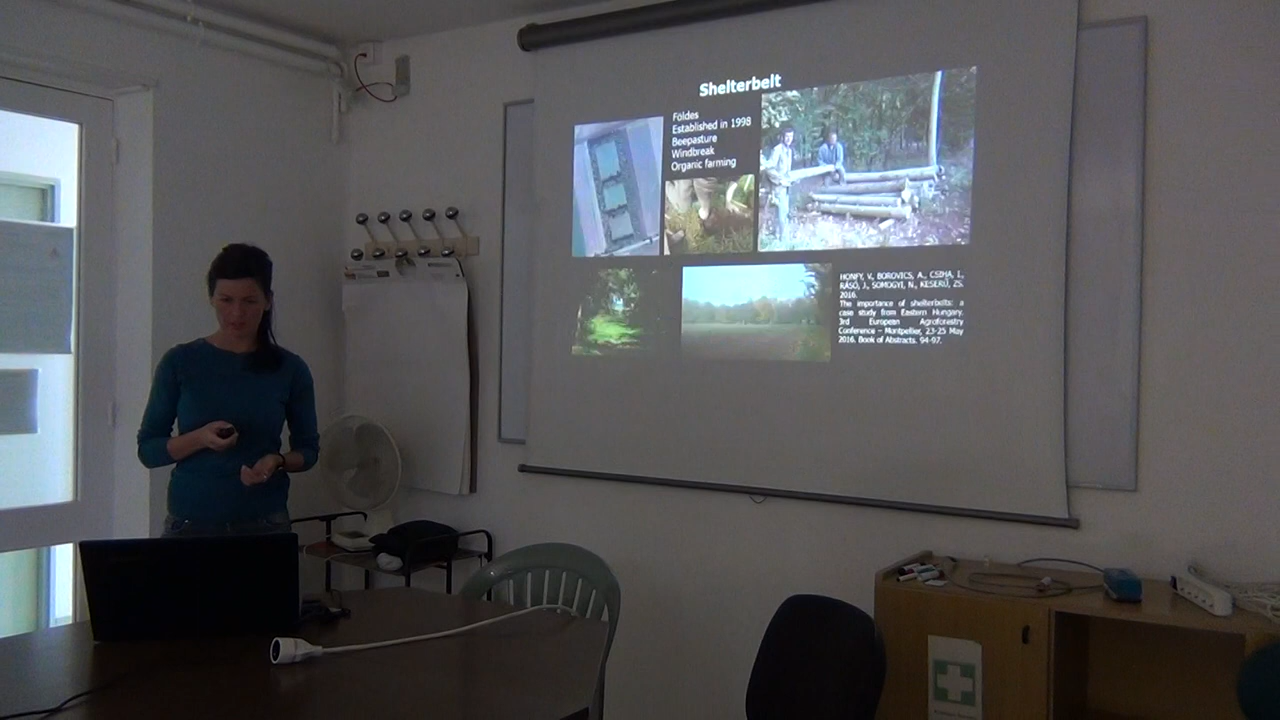 Shelterbelt
Földes
Established in 1998
Beepasture
Windbreak
Organic farming
HONFY, V., BOROVICS, A., CSIHA, I.,
RÁSÓ, J., SOMOGYI, N., KESERŰ, ZS.
2016.
The importance of shelterbelts: a
case study from Eastern Hungary.
3rd European Agroforestry
Conference – Montpellier, 23-25 May
2016. Book of Abstracts. 94-97.